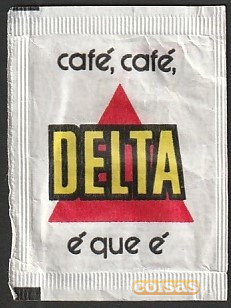 café, café,
DELTA
é que é
coisas